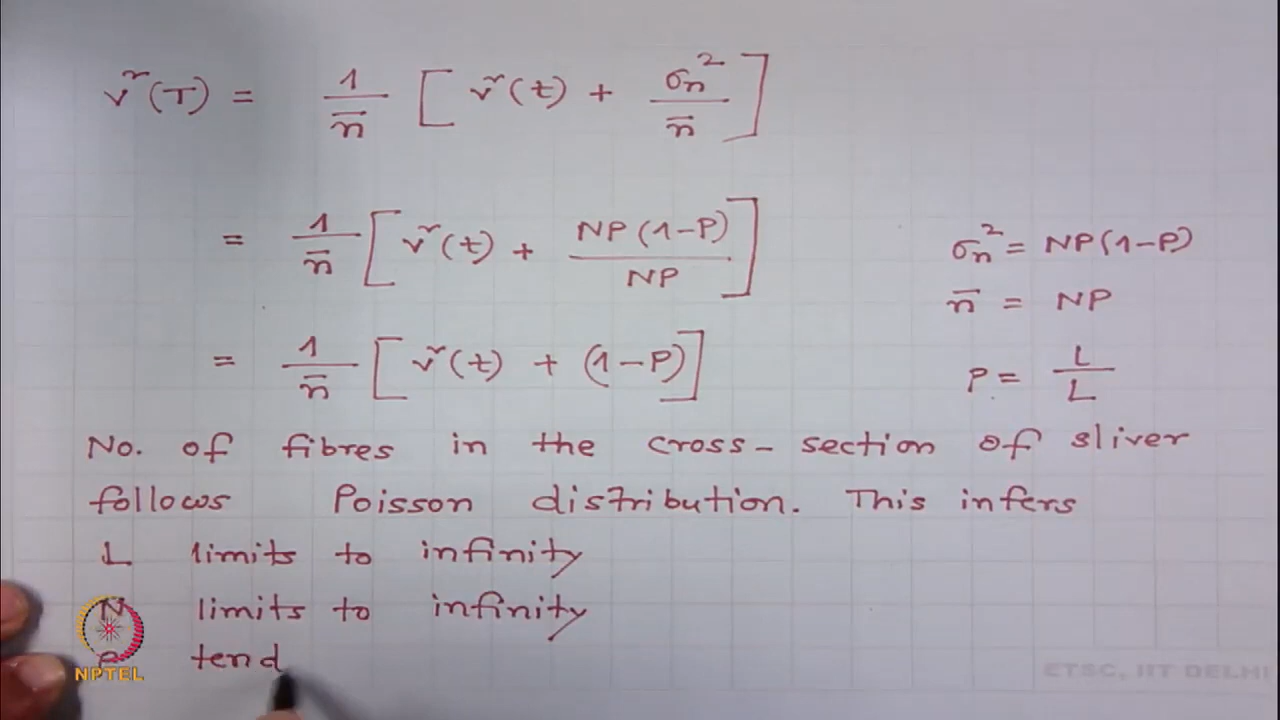 v²(T) = 1/n̅ [ v²(t) + σn²/n̅ ]
= 1/n̅ [ v²(t) + NP(1-P)/NP ]
σn² = NP(1-P)
n̅ = NP
= 1/n̅ [ v²(t) + (1-P) ]
P = L/L
No. of fibres in the cross-section of sliver
follows Poisson distribution. This infers
L limits to infinity
N limits to infinity
P tend
NPTEL
ETSC, IIT DELHI